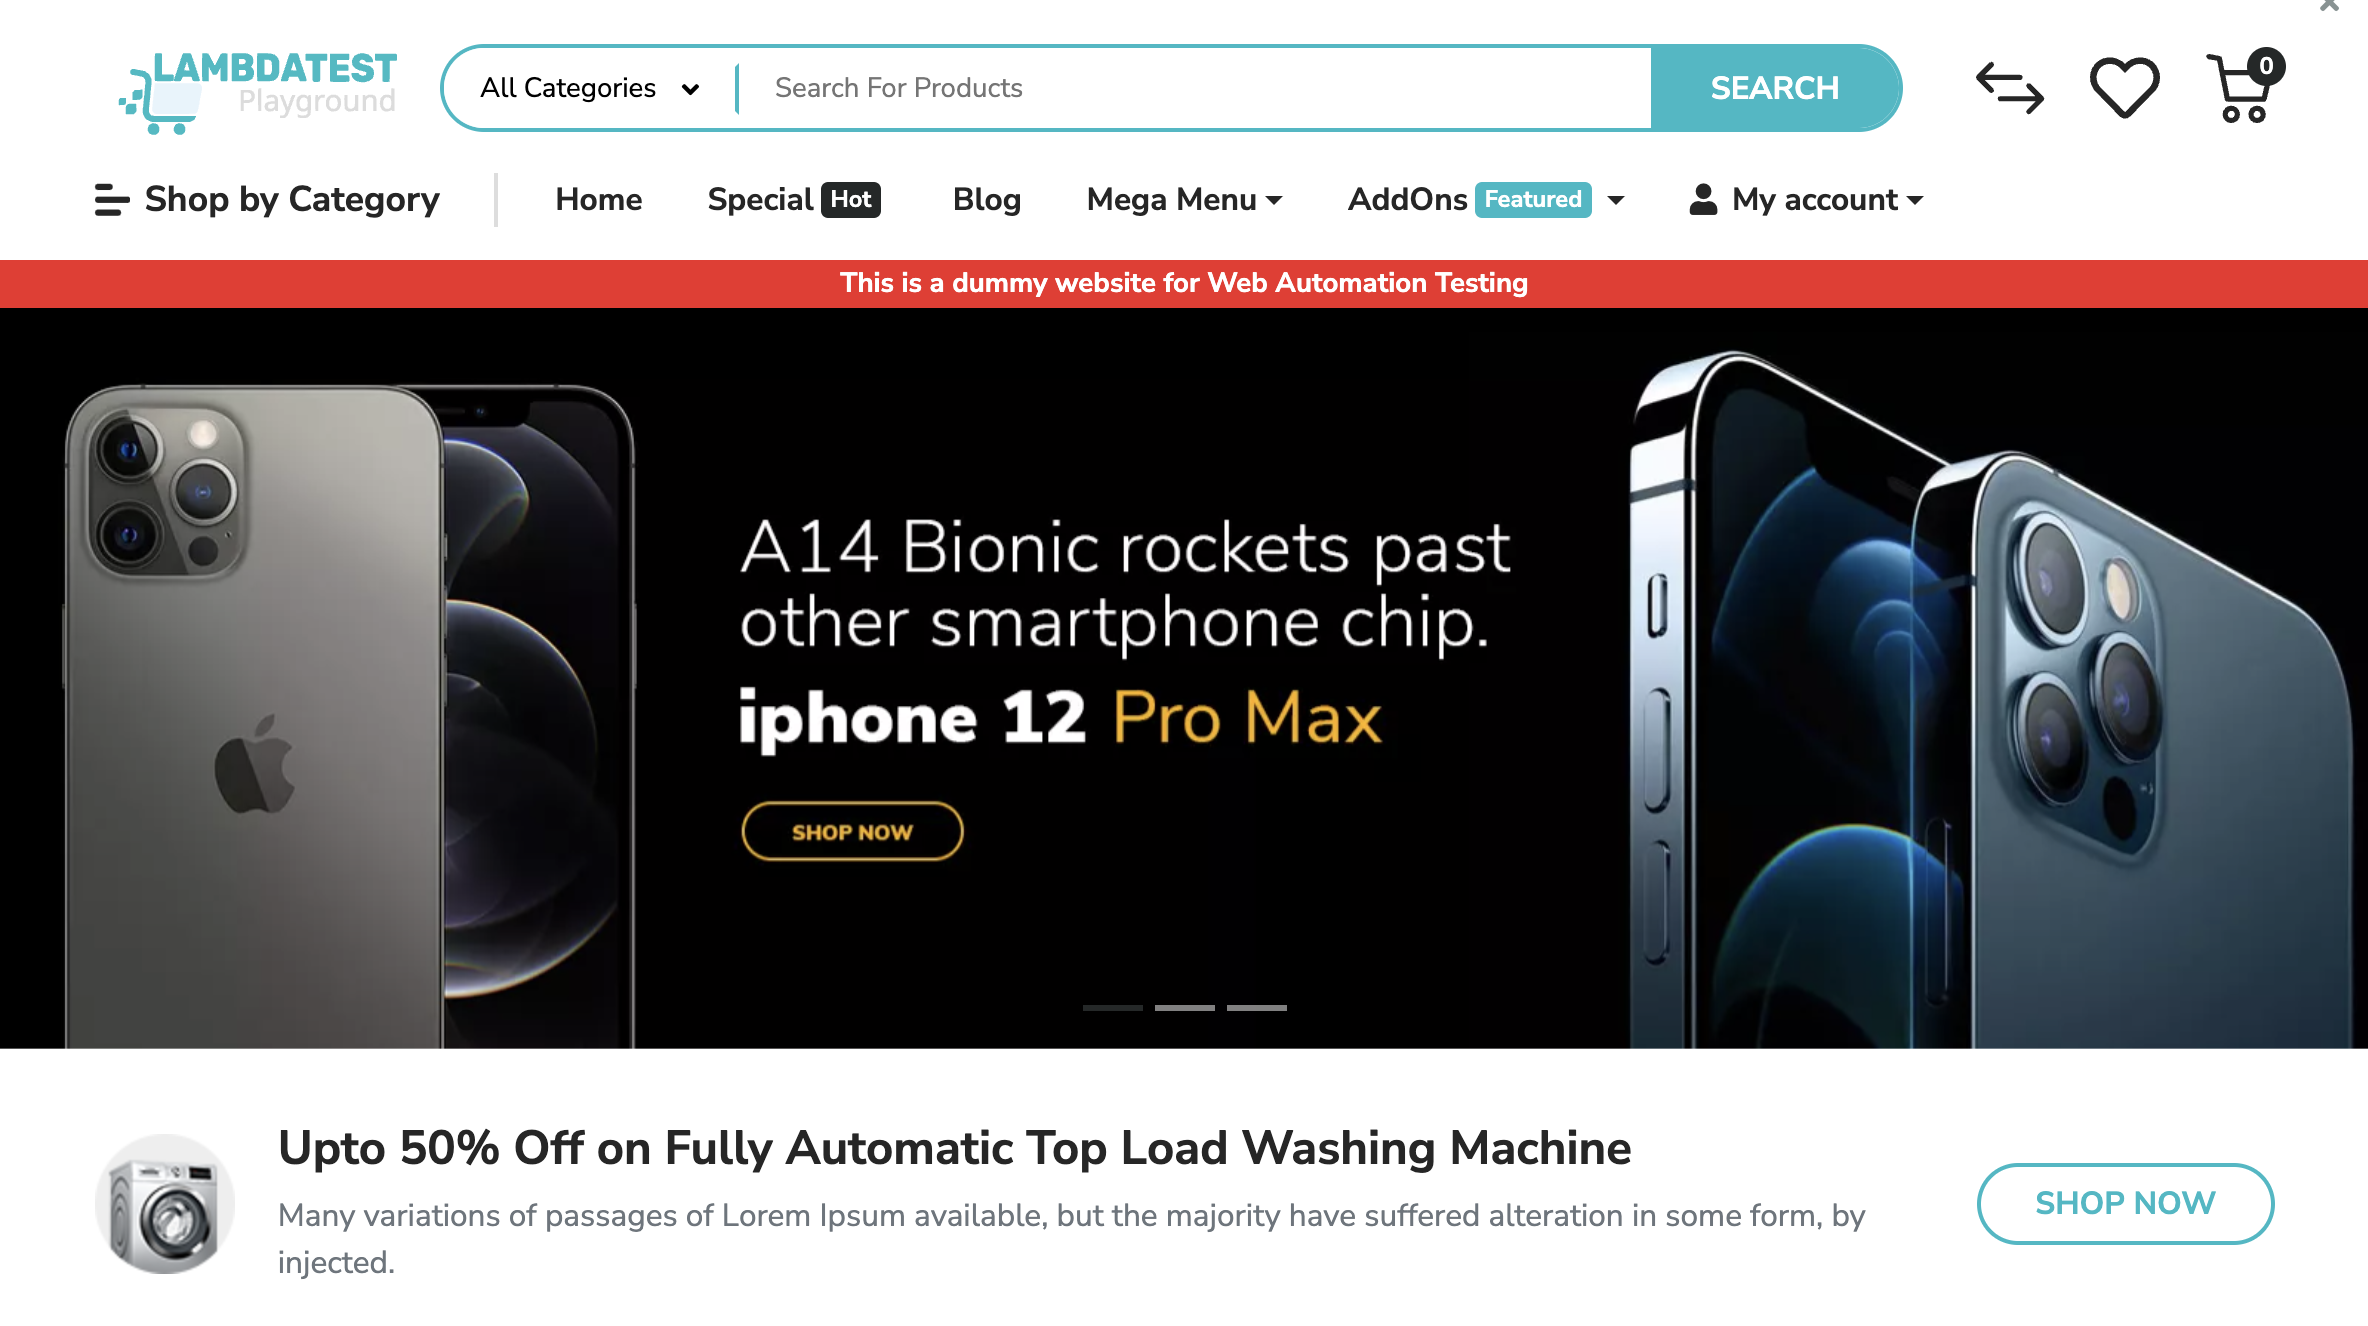 LAMBDATEST
Playground
All Categories
Search For Products
SEARCH
0
Shop by Category
Home
Special Hot
Blog
Mega Menu
AddOns Featured
My account
This is a dummy website for Web Automation Testing
A14 Bionic rockets past
other smartphone chip.
iphone 12 Pro Max
SHOP NOW
Upto 50% Off on Fully Automatic Top Load Washing Machine
Many variations of passages of Lorem Ipsum available, but the majority have suffered alteration in some form, by
injected.
SHOP NOW